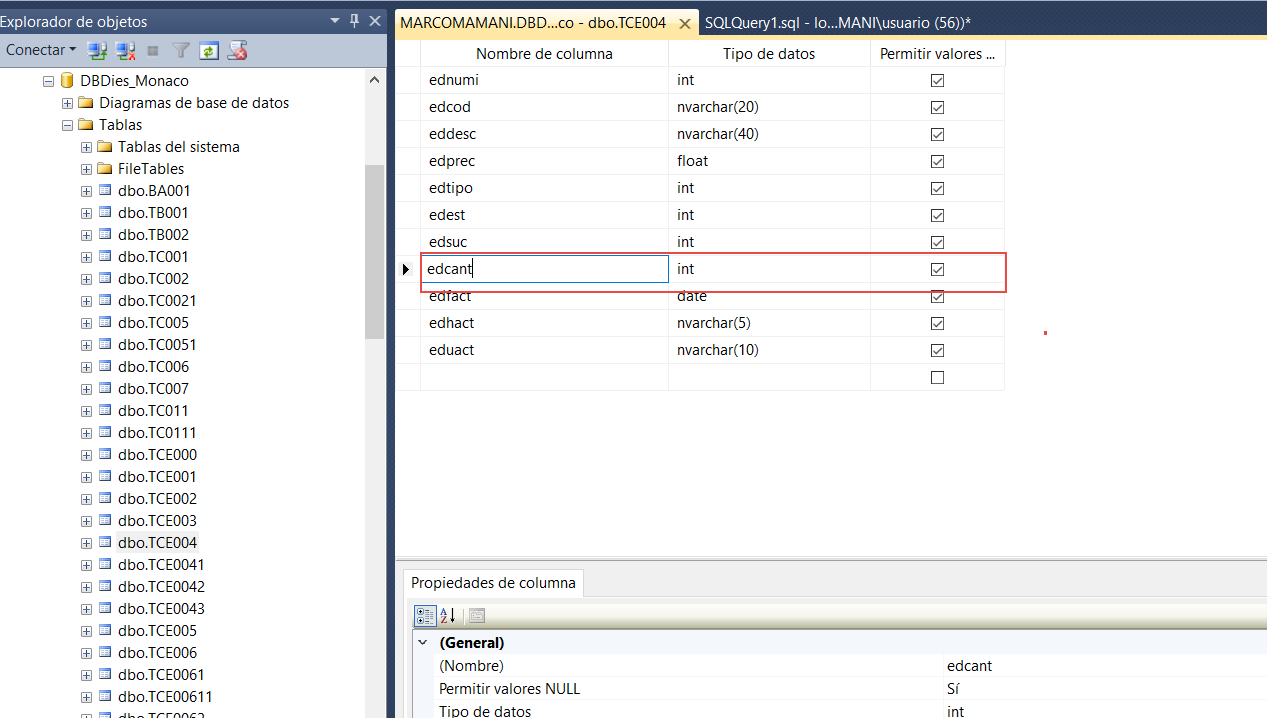 Explorador de objetos
Conectar
DBDies_Monaco
Diagramas de base de datos
Tablas
Tablas del sistema
FileTables
dbo.BA001
dbo.TB001
dbo.TB002
dbo.TC001
dbo.TC002
dbo.TC0021
dbo.TC005
dbo.TC0051
dbo.TC006
dbo.TC007
dbo.TC011
dbo.TC0111
dbo.TCE000
dbo.TCE001
dbo.TCE002
dbo.TCE003
dbo.TCE004
dbo.TCE0041
dbo.TCE0042
dbo.TCE0043
dbo.TCE005
dbo.TCE006
dbo.TCE0061
dbo.TCE00611
dbo.TCE0062
MARCOMAMANI.DBD...co - dbo.TCE004 SQLQuery1.sql - lo...MANI\usuario (56))*
Nombre de columna Tipo de datos Permitir valores ...
ednumi int
edcod nvarchar(20)
eddesc nvarchar(40)
edprec float
edtipo int
edest int
edsuc int
edcant int
edfact date
edhact nvarchar(5)
eduact nvarchar(10)
Propiedades de columna
(General)
(Nombre) edcant
Permitir valores NULL Sí
Tipo de datos int